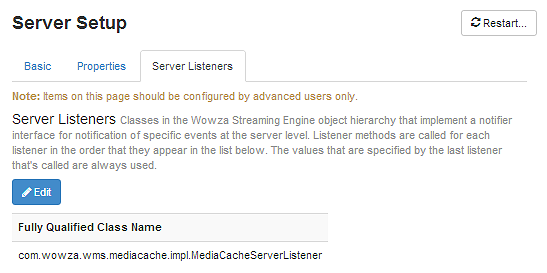 Server Setup
Restart...
Basic
Properties
Server Listeners
Note: Items on this page should be configured by advanced users only.
Server Listeners Classes in the Wowza Streaming Engine object hierarchy that implement a notifier
interface for notification of specific events at the server level. Listener methods are called for each
listener in the order that they appear in the list below. The values that are specified by the last listener
that's called are always used.
Edit
Fully Qualified Class Name
com.wowza.wms.mediacache.impl.MediaCacheServerListener